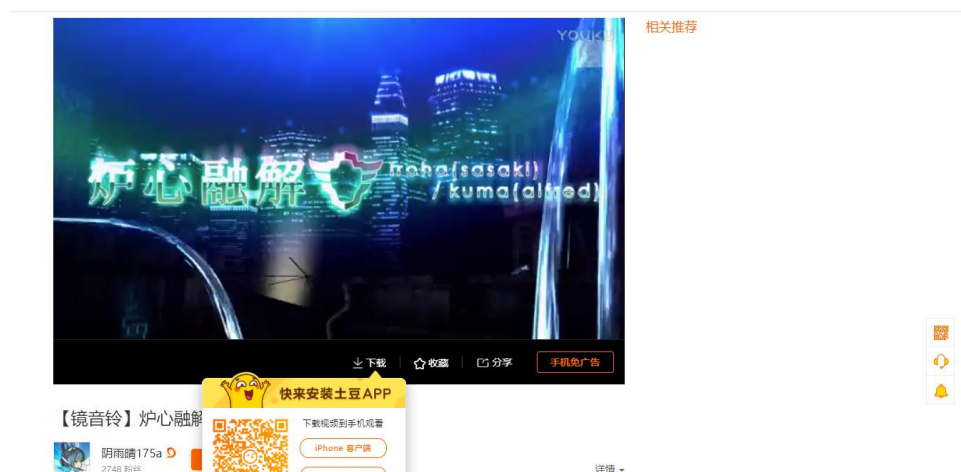 相关推荐
YOUKU
炉心融解
iroha(sasaki)
/ kuma(alfred)
下载
收藏
分享
手机免广告
快来安装土豆APP
【镜音铃】炉心融解
下载视频到手机观看
阴雨晴175a
iPhone 客户端
2748 粉丝
详情